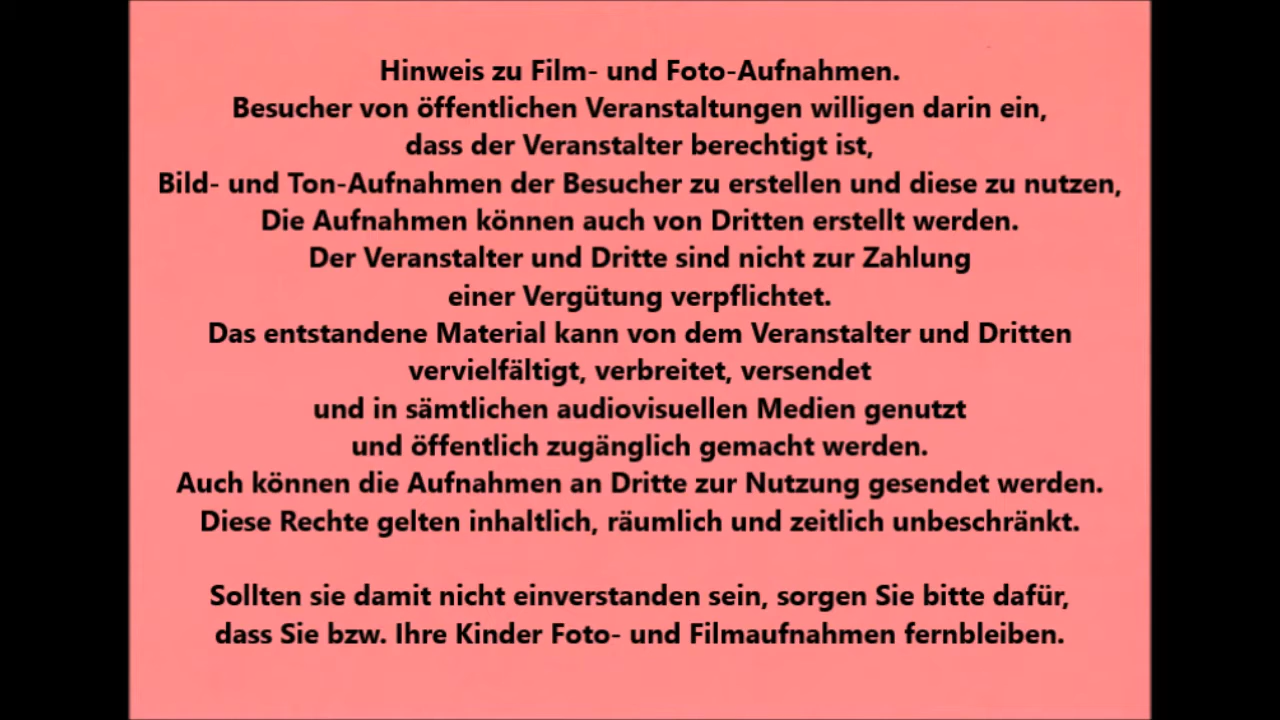 Hinweis zu Film- und Foto-Aufnahmen.
Besucher von öffentlichen Veranstaltungen willigen darin ein,
dass der Veranstalter berechtigt ist,
Bild- und Ton-Aufnahmen der Besucher zu erstellen und diese zu nutzen,
Die Aufnahmen können auch von Dritten erstellt werden.
Der Veranstalter und Dritte sind nicht zur Zahlung
einer Vergütung verpflichtet.
Das entstandene Material kann von dem Veranstalter und Dritten
vervielfältigt, verbreitet, versendet
und in sämtlichen audiovisuellen Medien genutzt
und öffentlich zugänglich gemacht werden.
Auch können die Aufnahmen an Dritte zur Nutzung gesendet werden.
Diese Rechte gelten inhaltlich, räumlich und zeitlich unbeschränkt.
Sollten sie damit nicht einverstanden sein, sorgen Sie bitte dafür,
dass Sie bzw. Ihre Kinder Foto- und Filmaufnahmen fernbleiben.